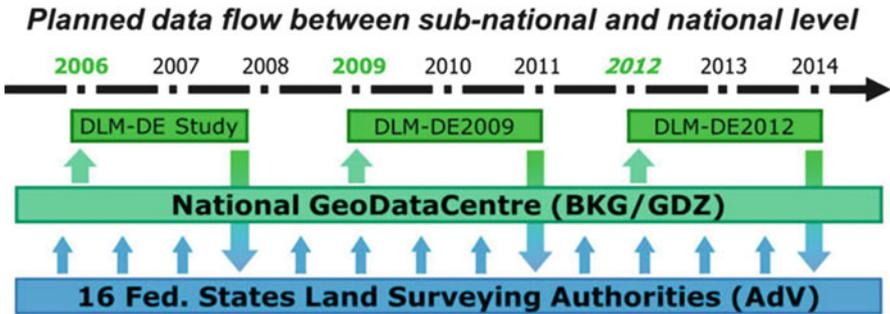 Planned data flow between sub-national and national level
2006 2007 2008 2009 2010 2011 2012 2013 2014
DLM-DE Study DLM-DE2009 DLM-DE2012
National GeoDataCentre (BKG/GDZ)
16 Fed. States Land Surveying Authorities (AdV)